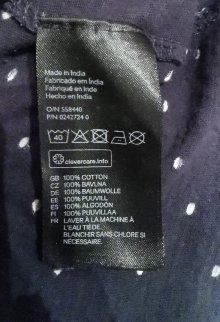 Made in India
Fabricado em Índia
Fabriqué en Inde
Hecho en India
O/N 558440
P/N 0242724 0
40
clevercare.info
GB 100% COTTON
CZ 100% BAVLNA
DE 100% BAUMWOLLE
EE 100% PUUVILL
ES 100% ALGODÓN
FI 100% PUUVILLAA
FR LAVER À LA MACHINE À
L'EAU TIÈDE.
BLANCHIR SANS CHLORE SI
NÉCESSAIRE.